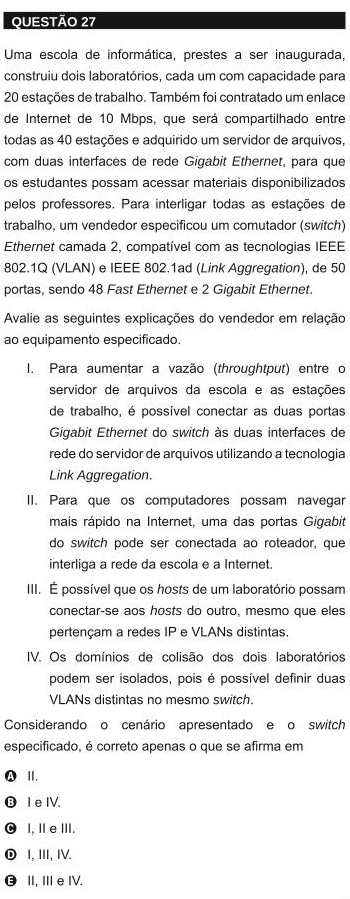 QUESTÃO 27
Uma escola de informática, prestes a ser inaugurada,
construiu dois laboratórios, cada um com capacidade para
20 estações de trabalho. Também foi contratado um enlace
de Internet de 10 Mbps, que será compartilhado entre
todas as 40 estações e adquirido um servidor de arquivos,
com duas interfaces de rede Gigabit Ethernet, para que
os estudantes possam acessar materiais disponibilizados
pelos professores. Para interligar todas as estações de
trabalho, um vendedor especificou um comutador (switch)
Ethernet camada 2, compatível com as tecnologias IEEE
802.1Q (VLAN) e IEEE 802.1ad (Link Aggregation), de 50
portas, sendo 48 Fast Ethernet e 2 Gigabit Ethernet.
Avalie as seguintes explicações do vendedor em relação
ao equipamento especificado.
I. Para aumentar a vazão (throughtput) entre o
servidor de arquivos da escola e as estações
de trabalho, é possível conectar as duas portas
Gigabit Ethernet do switch às duas interfaces de
rede do servidor de arquivos utilizando a tecnologia
Link Aggregation.
II. Para que os computadores possam navegar
mais rápido na Internet, uma das portas Gigabit
do switch pode ser conectada ao roteador, que
interliga a rede da escola e a Internet.
III. É possível que os hosts de um laboratório possam
conectar-se aos hosts do outro, mesmo que eles
pertençam a redes IP e VLANs distintas.
IV. Os domínios de colisão dos dois laboratórios
podem ser isolados, pois é possível definir duas
VLANs distintas no mesmo switch.
Considerando o cenário apresentado e o switch
especificado, é correto apenas o que se afirma em
A II.
B I e IV.
C I, II e III.
D I, III, IV.
E II, III e IV.